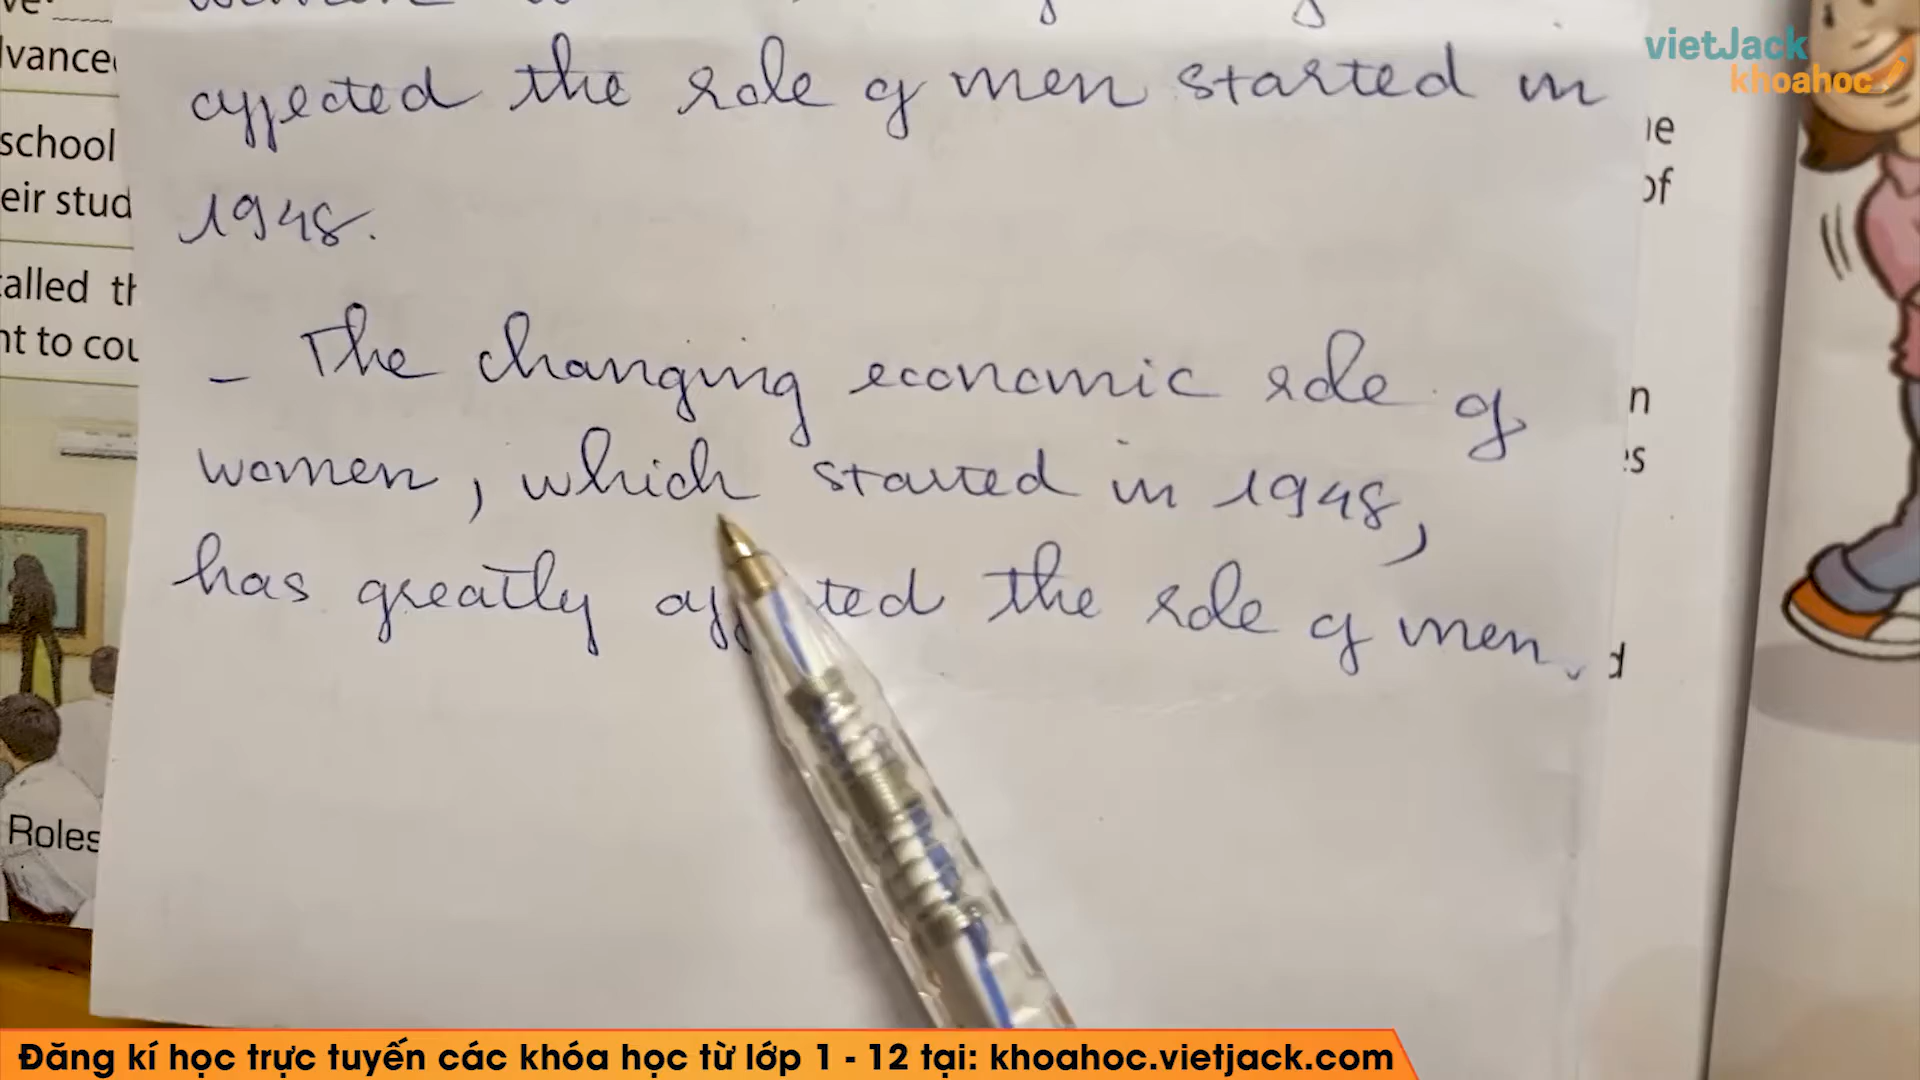 vietJack
khoahoc
affected the role of men started in
1948.
- The changing economic role of
women, which started in 1948,
has greatly affected the role of men.
school
eir stud
alled th
nt to cou
Roles
of
Đăng kí học trực tuyến các khóa học từ lớp 1 - 12 tại: khoahoc.vietjack.com